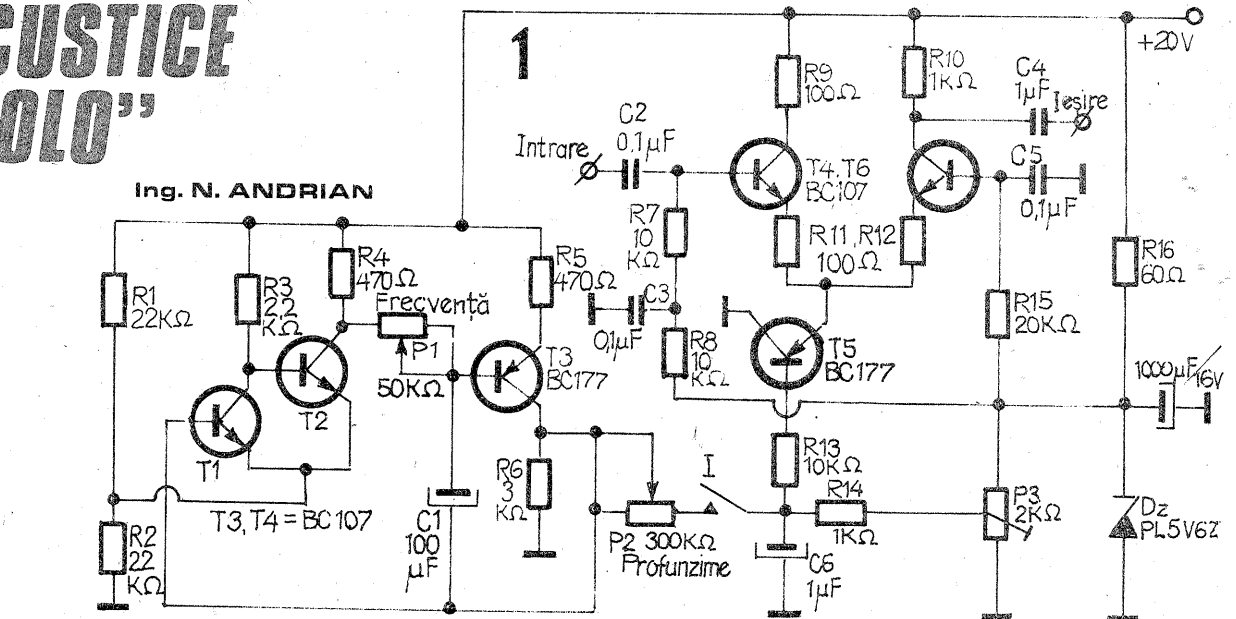 CUSTICE
OLO”
1
Ing. N. ANDRIAN
+20V
R9
100Ω
R10
1KΩ
C4
1µF
Ieşire
C2
0,1µF
Intrare
T4.T6
BC107
C5
0,1µF
R7
10
KΩ
R11,R12
100Ω
R16
60Ω
R1
22KΩ
R3
2,2
KΩ
R4
470Ω
Frecvenţă
P1
50KΩ
R5
470Ω
T3
BC177
C3
0,1µF
R8
10
KΩ
T5
BC177
R15
20KΩ
1000µF/16V
T2
T1
R6
3
KΩ
I
R13
10KΩ
R14
1KΩ
P3
2KΩ
Dz
PL5V6Z
R2
22
KΩ
T3,T4=BC107
C1
100
µF
P2 300KΩ
Profunzime
C6
1µF